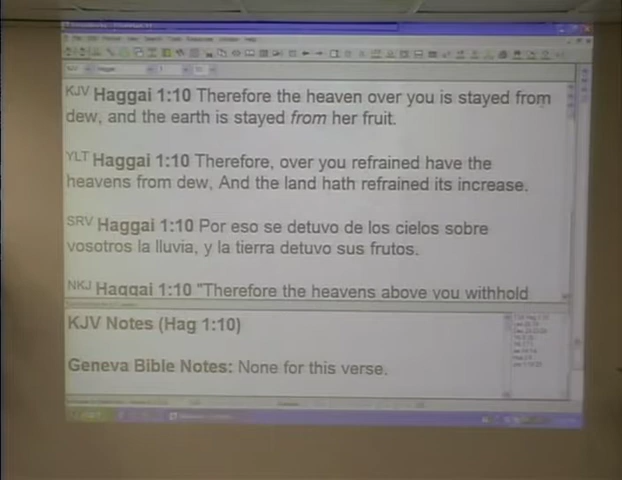 KJV Haggai 1:10 Therefore the heaven over you is stayed from
dew, and the earth is stayed from her fruit.
YLT Haggai 1:10 Therefore, over you refrained have the
heavens from dew, And the land hath refrained its increase.
SRV Haggai 1:10 Por eso se detuvo de los cielos sobre
vosotros la lluvia, y la tierra detuvo sus frutos.
NKJ Haggai 1:10 "Therefore the heavens above you withhold
KJV Notes (Hag 1:10)
Geneva Bible Notes: None for this verse.